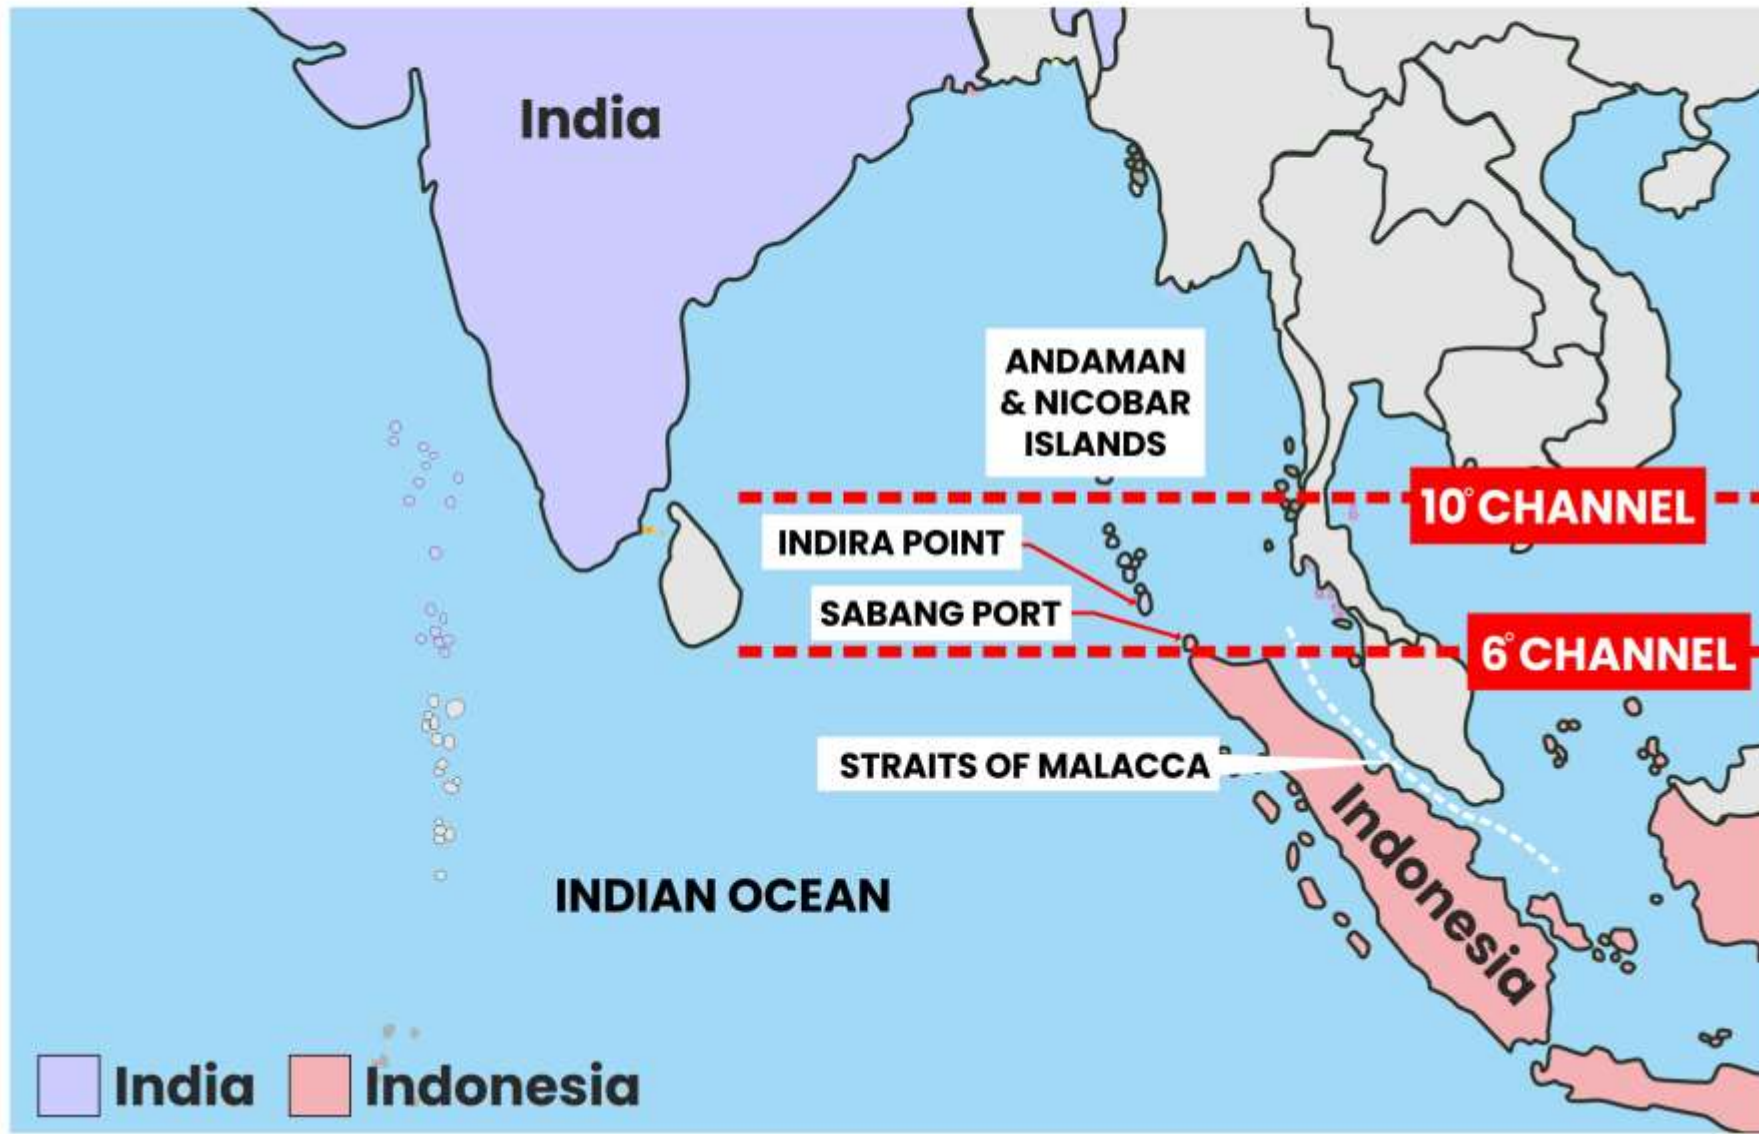 India
ANDAMAN
& NICOBAR
ISLANDS
10° CHANNEL
INDIRA POINT
SABANG PORT
6° CHANNEL
STRAITS OF MALACCA
Indonesia
INDIAN OCEAN
India
Indonesia